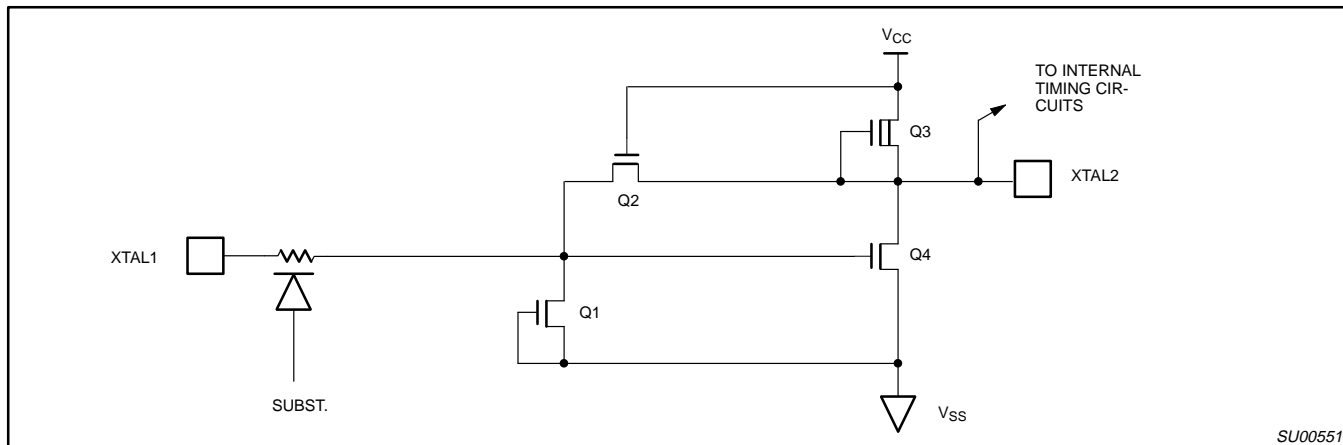 VCC
TO INTERNAL
TIMING CIR-
CUITS
Q3
XTAL2
Q2
XTAL1
Q4
Q1
SUBST.
VSS
SU00551